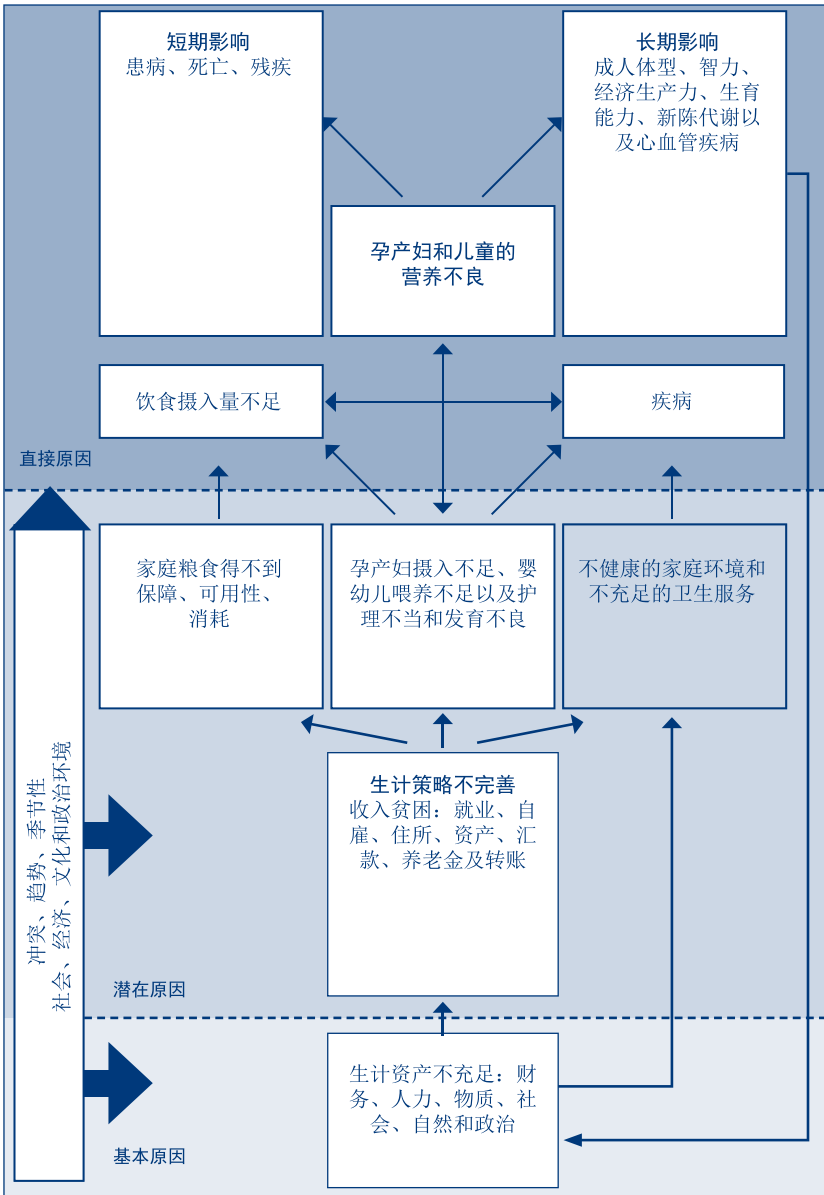 短期影响
患病、死亡、残疾
长期影响
成人体型、智力、
经济生产力、生育
能力、新陈代谢以
及心血管疾病
孕产妇和儿童的
营养不良
饮食摄入量不足
疾病
直接原因
家庭粮食得不到
保障、可用性、
消耗
孕产妇摄入不足、婴
幼儿喂养不足以及护
理不当和发育不良
不健康的家庭环境和
不充足的卫生服务
冲突、趋势、季节性
社会、经济、文化和政治环境
生计策略不完善
收入贫困：就业、自
雇、住所、资产、汇
款、养老金及转账
潜在原因
生计资产不充足：财
务、人力、物质、社
会、自然和政治
基本原因